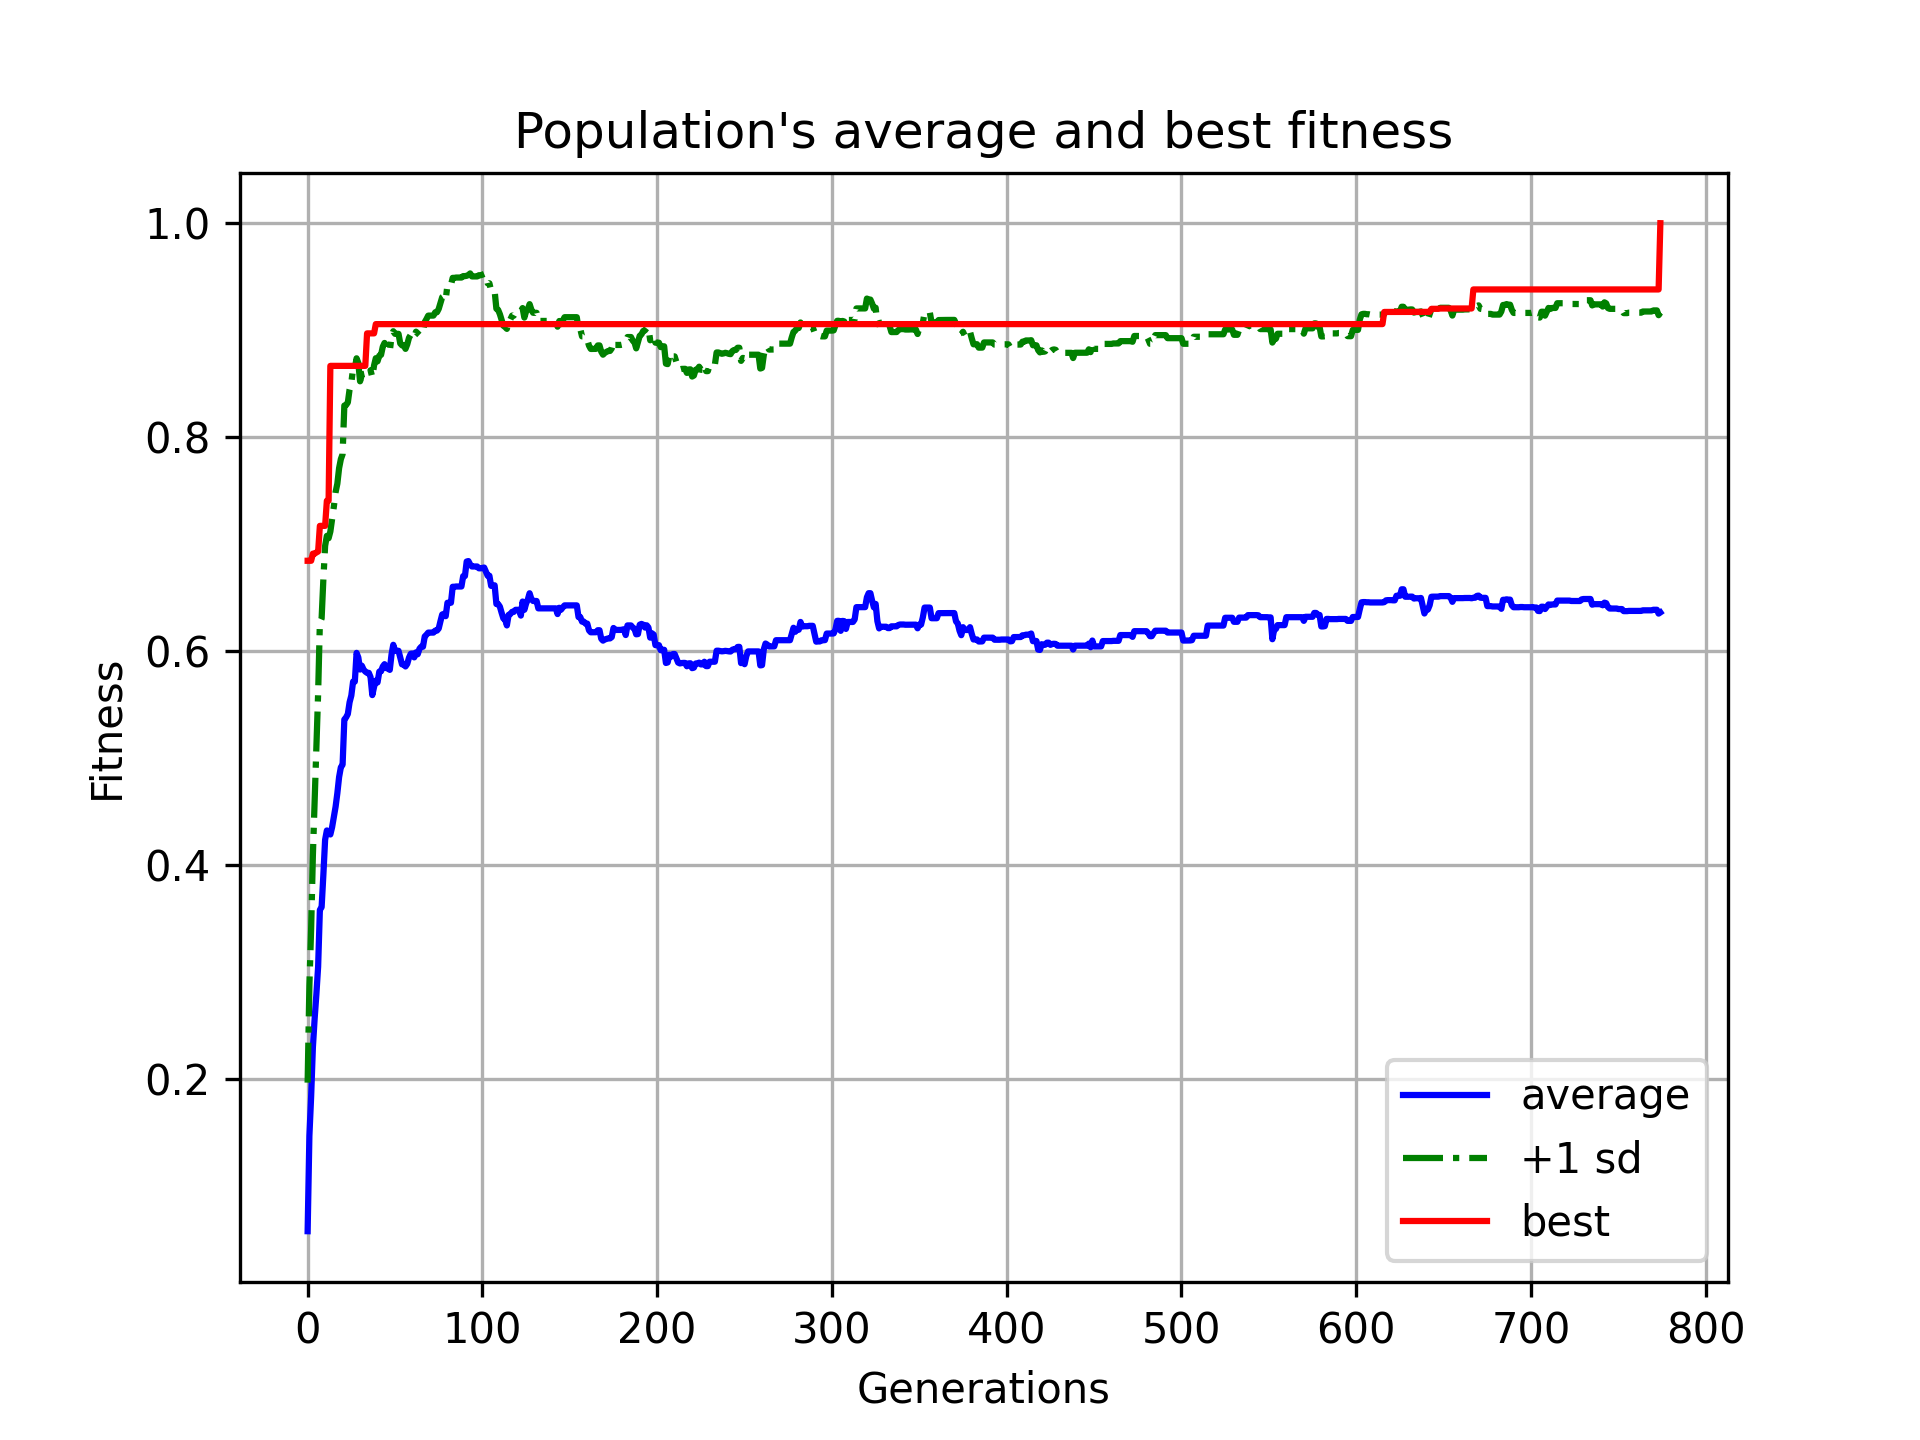 Population's average and best fitness
1.0
0.8
0.6
0.4
0.2
Fitness
0 100 200 300 400 500 600 700 800
Generations
average
+1 sd
best